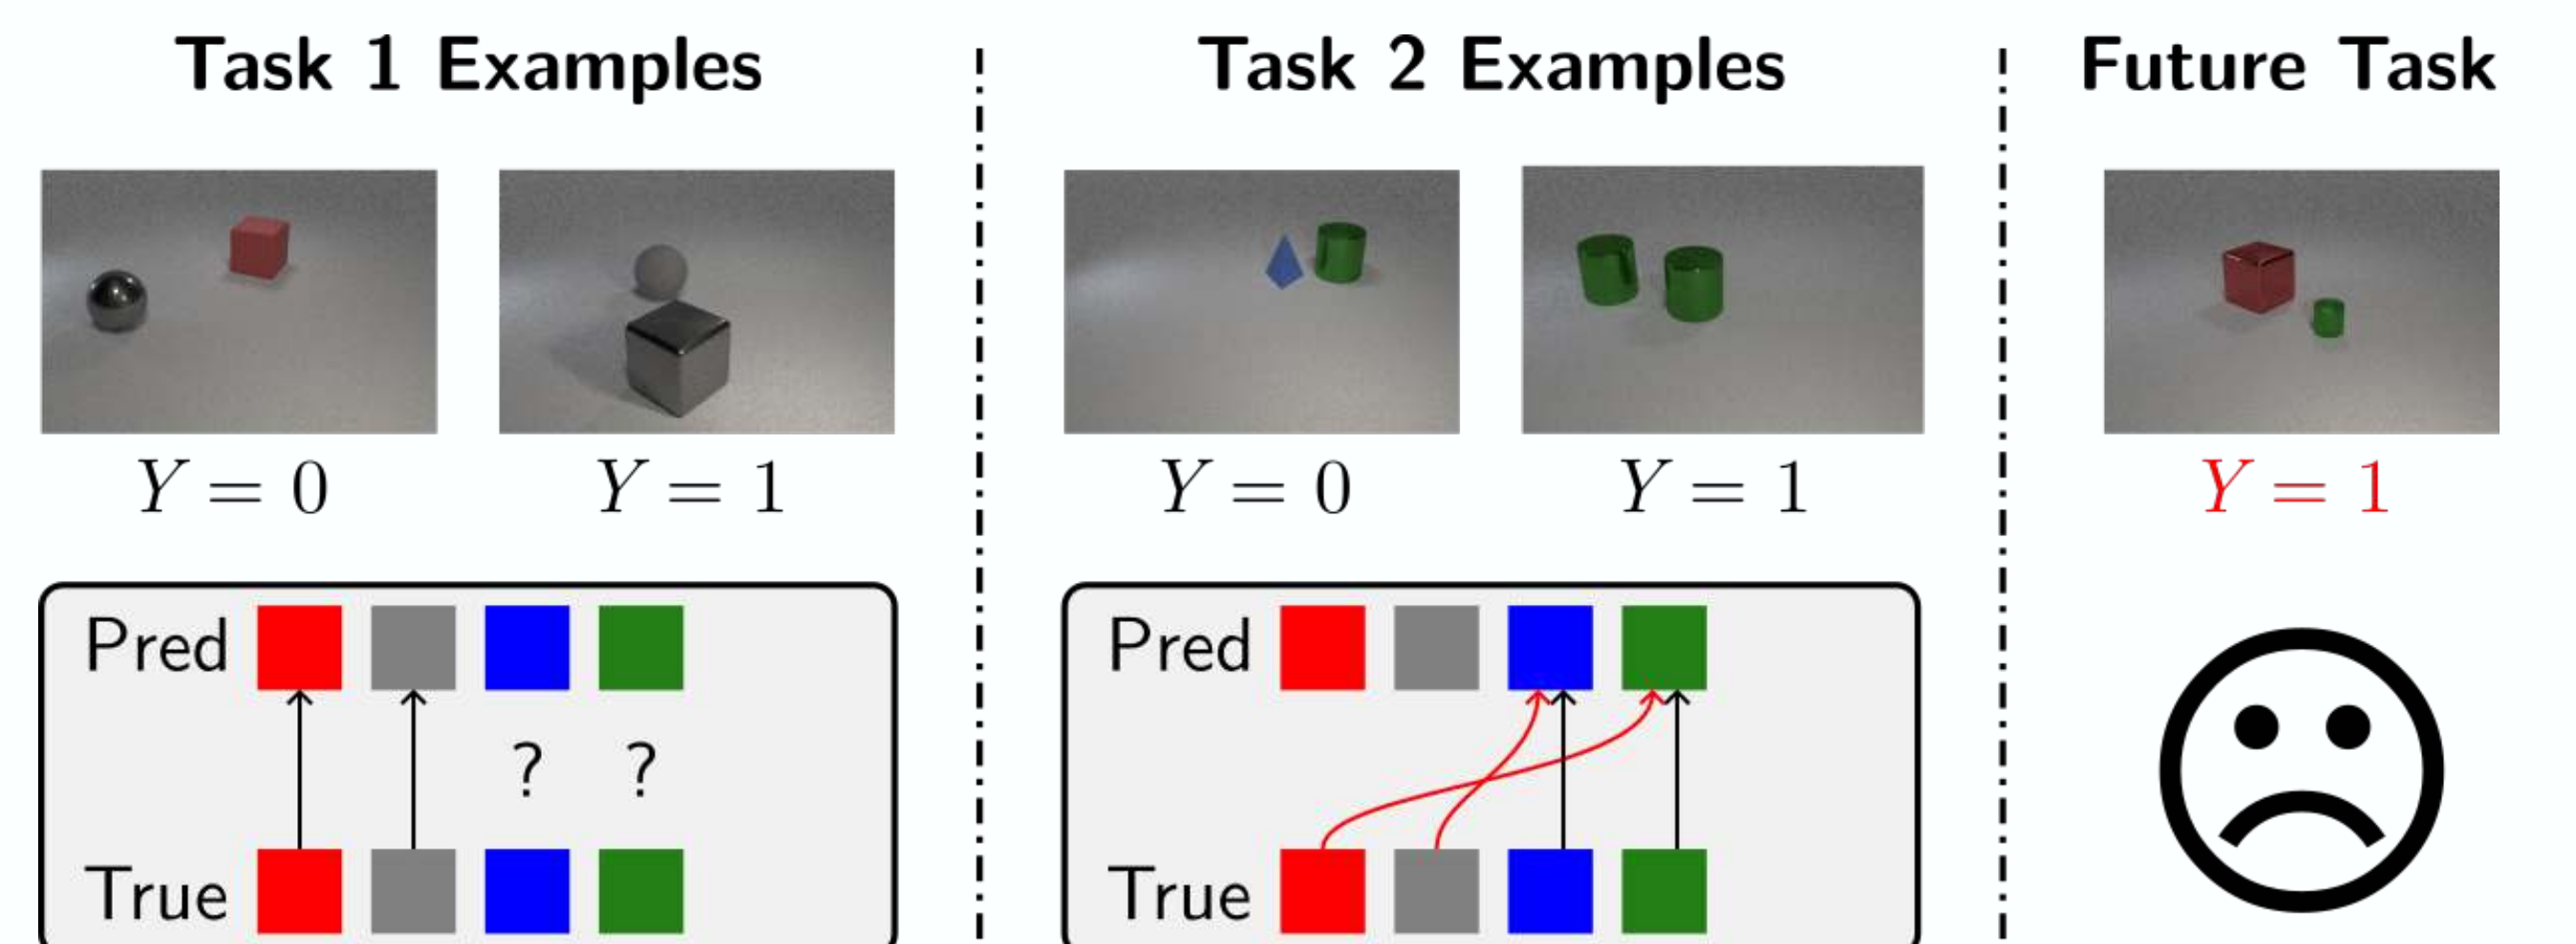 Task 1 Examples
Task 2 Examples
Future Task
Y = 0
Y = 1
Y = 0
Y = 1
Y = 1
Pred
? ?
True
Pred
True